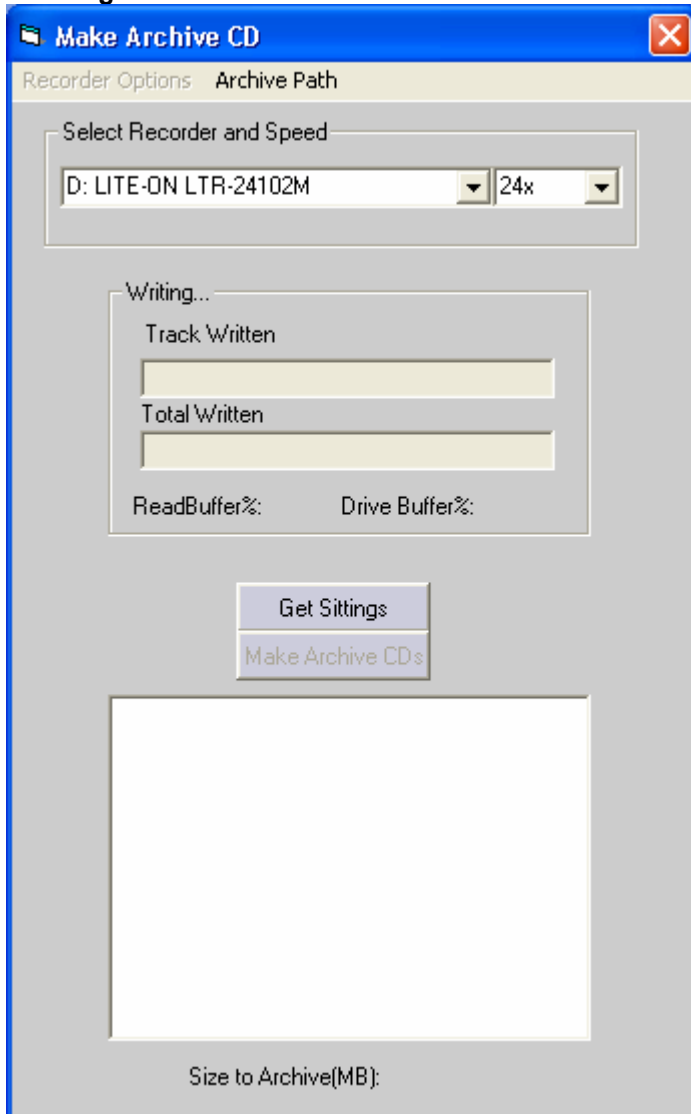 Make Archive CD
Recorder Options Archive Path
Select Recorder and Speed
D: LITE-ON LTR-24102M 24x
Writing...
Track Written
Total Written
ReadBuffer%: Drive Buffer%:
Get Sittings
Make Archive CDs
Size to Archive(MB):